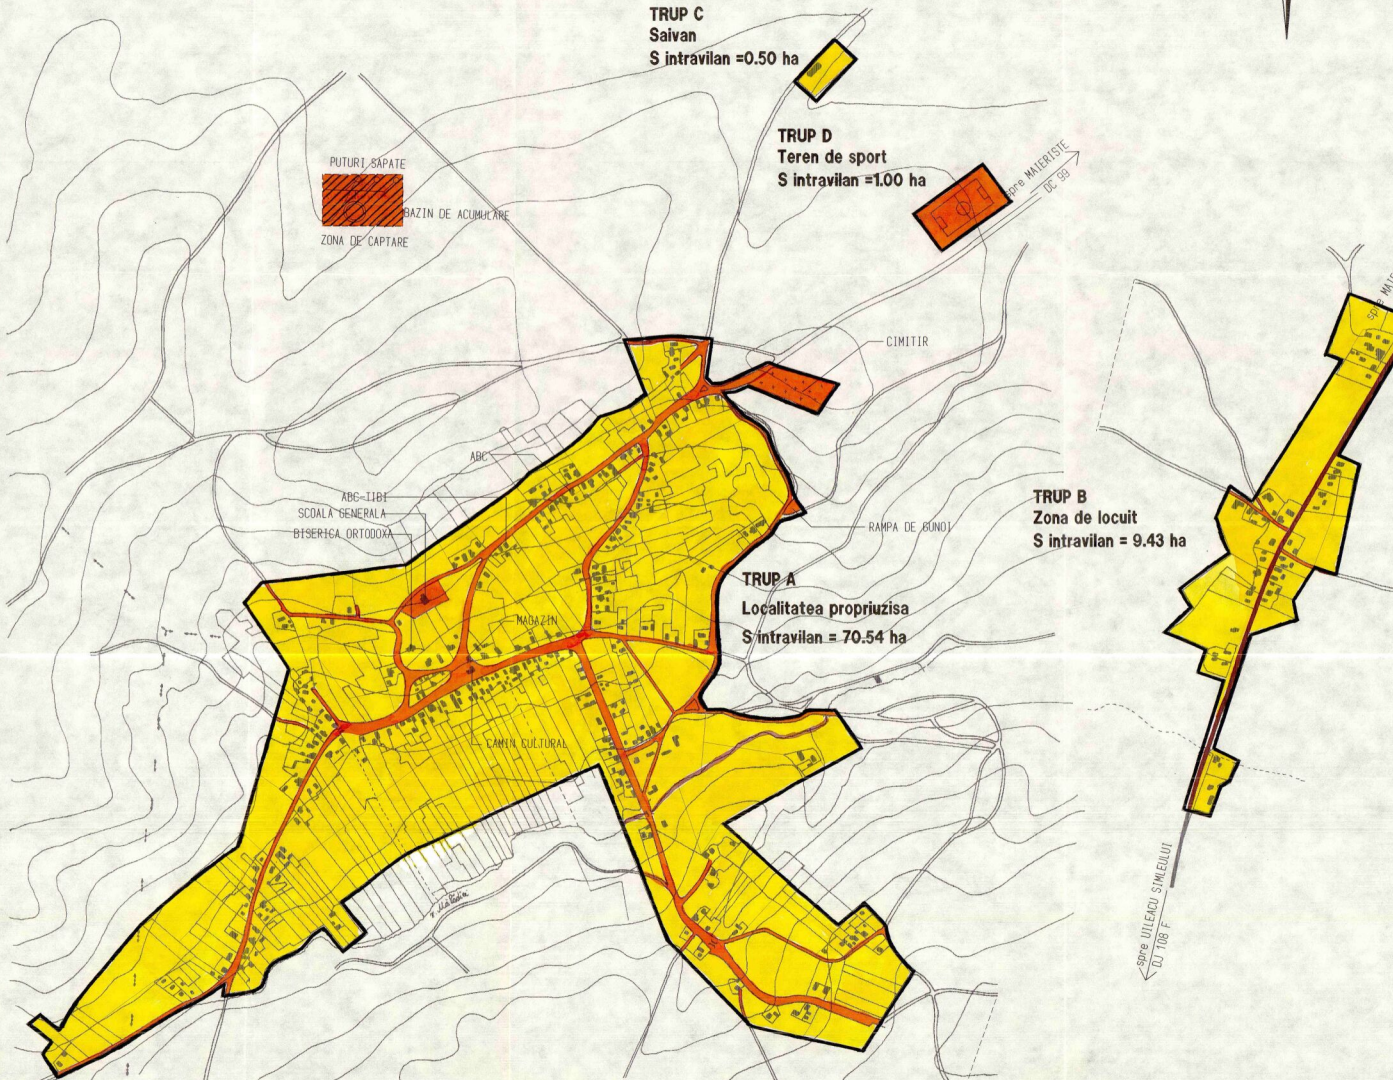 TRUP C
Saivan
S intravilan =0.50 ha
TRUP D
Teren de sport
S intravilan =1.00 ha
spre MAIERISTE
DC 99
PUTURI SAPATE
BAZIN DE ACUMULARE
ZONA DE CAPTARE
CIMITIR
ABC
ABC-TIBI
SCOALA GENERALA
BISERICA ORTODOXA
RAMPA DE GUNOI
TRUP B
Zona de locuit
S intravilan = 9.43 ha
TRUP A
Localitatea propriuzisa
S intravilan = 70.54 ha
MAGAZIN
CAMIN CULTURAL
spre UILEACU SIMLEULUI
DJ 108 F
spre